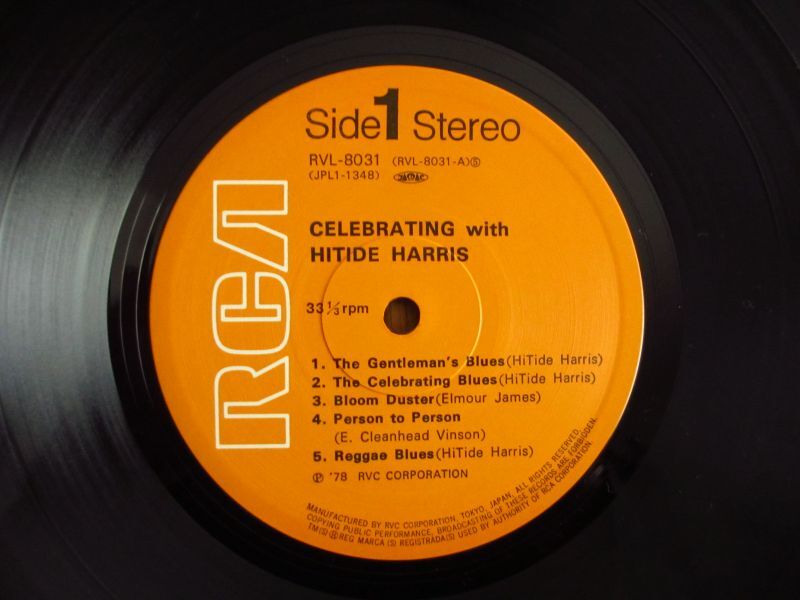 Side 1 Stereo
RVL-8031 (RVL-8031-A)Ⓢ
(JPL1-1348) JASRAC
RCA
CELEBRATING with
HITIDE HARRIS
33⅓rpm
1. The Gentleman's Blues(HiTide Harris)
2. The Celebrating Blues(HiTide Harris)
3. Bloom Duster(Elmour James)
4. Person to Person
(E. Cleanhead Vinson)
5. Reggae Blues(HiTide Harris)
℗ '78 RVC CORPORATION
MANUFACTURED BY RVC CORPORATION, TOKYO, JAPAN, ALL RIGHTS RESERVED,
COPYING PUBLIC PERFORMANCE, BROADCASTING OF THESE RECORDS ARE FORBIDDEN.
TM(S) ® REG MARCA(S) REGISTRADA(S) USED BY AUTHORITY OF RCA CORPORATION.